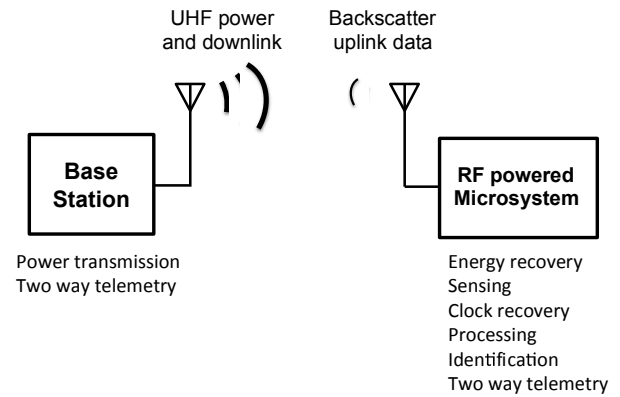 UHF power
and downlink
Backscatter
uplink data
Base
Station
RF powered
Microsystem
Power transmission
Two way telemetry
Energy recovery
Sensing
Clock recovery
Processing
Identification
Two way telemetry